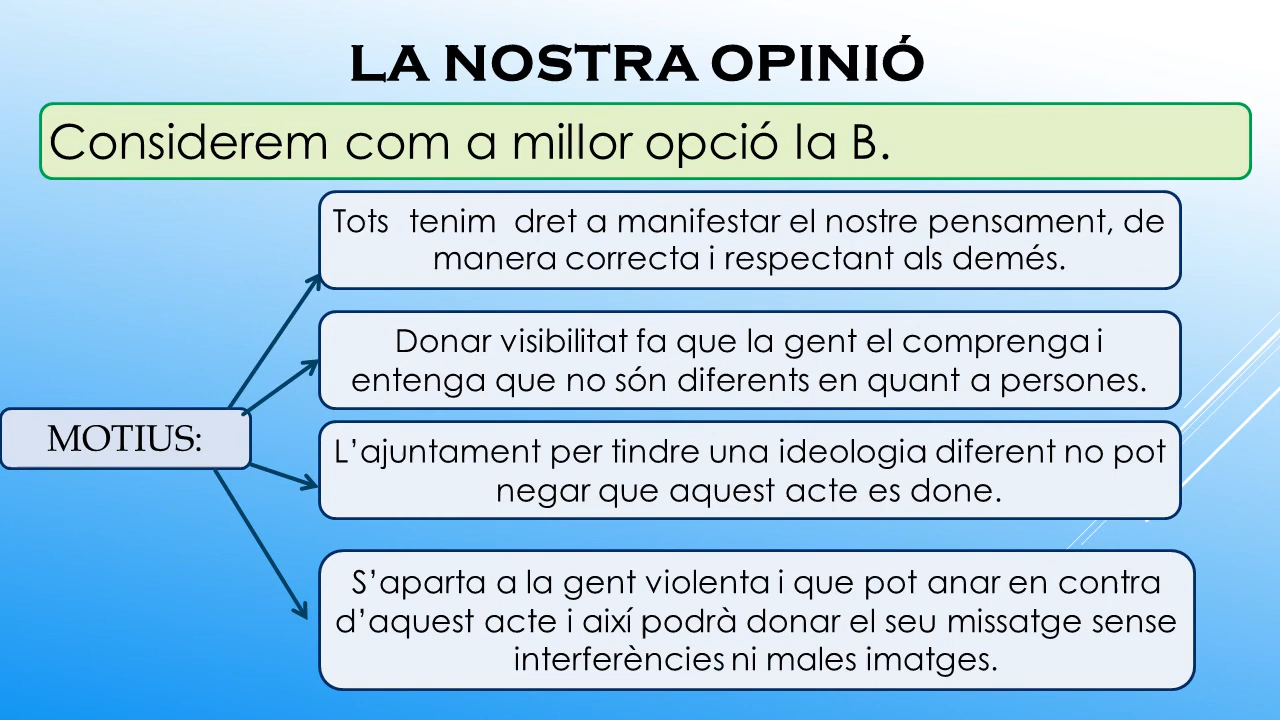 LA NOSTRA OPINIÓ
Considerem com a millor opció la B.
Tots tenim dret a manifestar el nostre pensament, de
manera correcta i respectant als demés.
Donar visibilitat fa que la gent el comprenga i
entenga que no són diferents en quant a persones.
MOTIUS:
L’ajuntament per tindre una ideologia diferent no pot
negar que aquest acte es done.
S’aparta a la gent violenta i que pot anar en contra
d’aquest acte i així podrà donar el seu missatge sense
interferències ni males imatges.